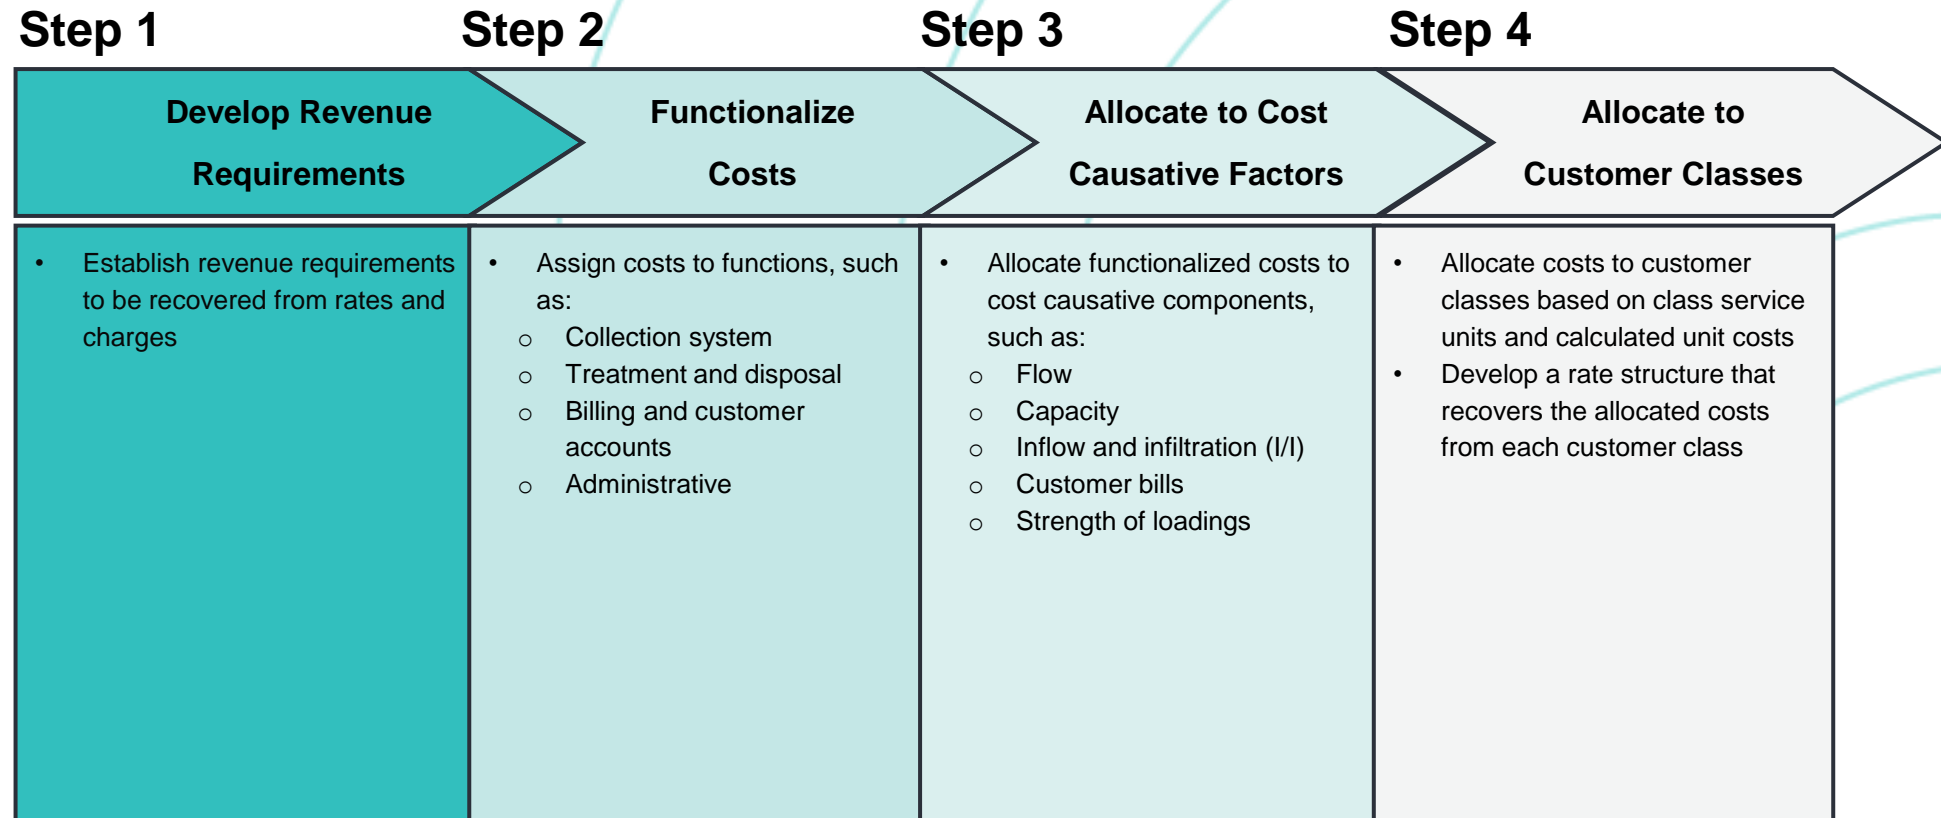 Step 1
Step 2
Step 3
Step 4
Develop Revenue
Requirements
Functionalize
Costs
Allocate to Cost
Causative Factors
Allocate to
Customer Classes
• Establish revenue requirements
to be recovered from rates and
charges
• Assign costs to functions, such
as:
o Collection system
o Treatment and disposal
o Billing and customer
accounts
o Administrative
• Allocate functionalized costs to
cost causative components,
such as:
o Flow
o Capacity
o Inflow and infiltration (I/I)
o Customer bills
o Strength of loadings
• Allocate costs to customer
classes based on class service
units and calculated unit costs
• Develop a rate structure that
recovers the allocated costs
from each customer class